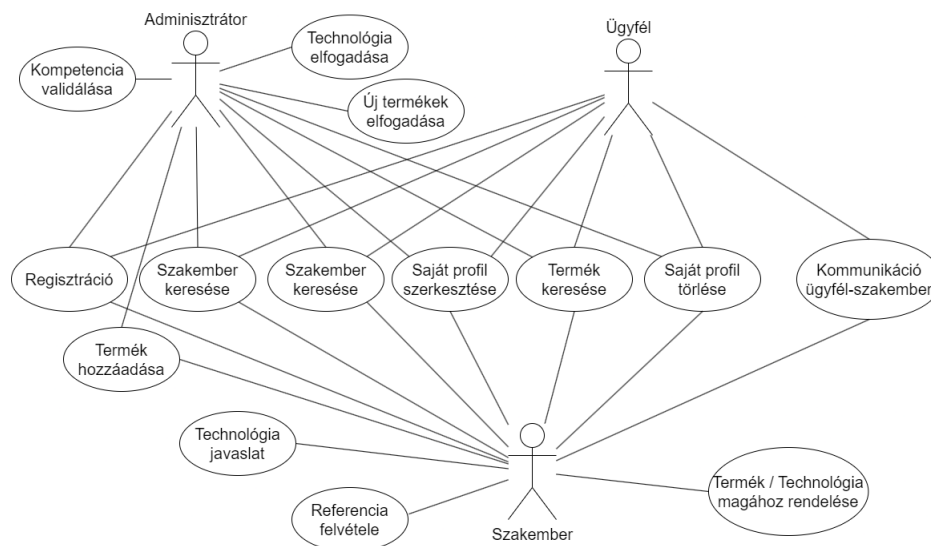 Adminisztrátor
Ügyfél
Technológia
elfogadása
Kompetencia
validálása
Új termékek
elfogadása
Regisztráció
Szakember
keresése
Szakember
keresése
Saját profil
szerkesztése
Termék
keresése
Saját profil
törlése
Kommunikáció
ügyfél-szakember
Termék
hozzáadása
Technológia
javaslat
Termék / Technológia
magához rendelése
Referencia
felvétele
Szakember